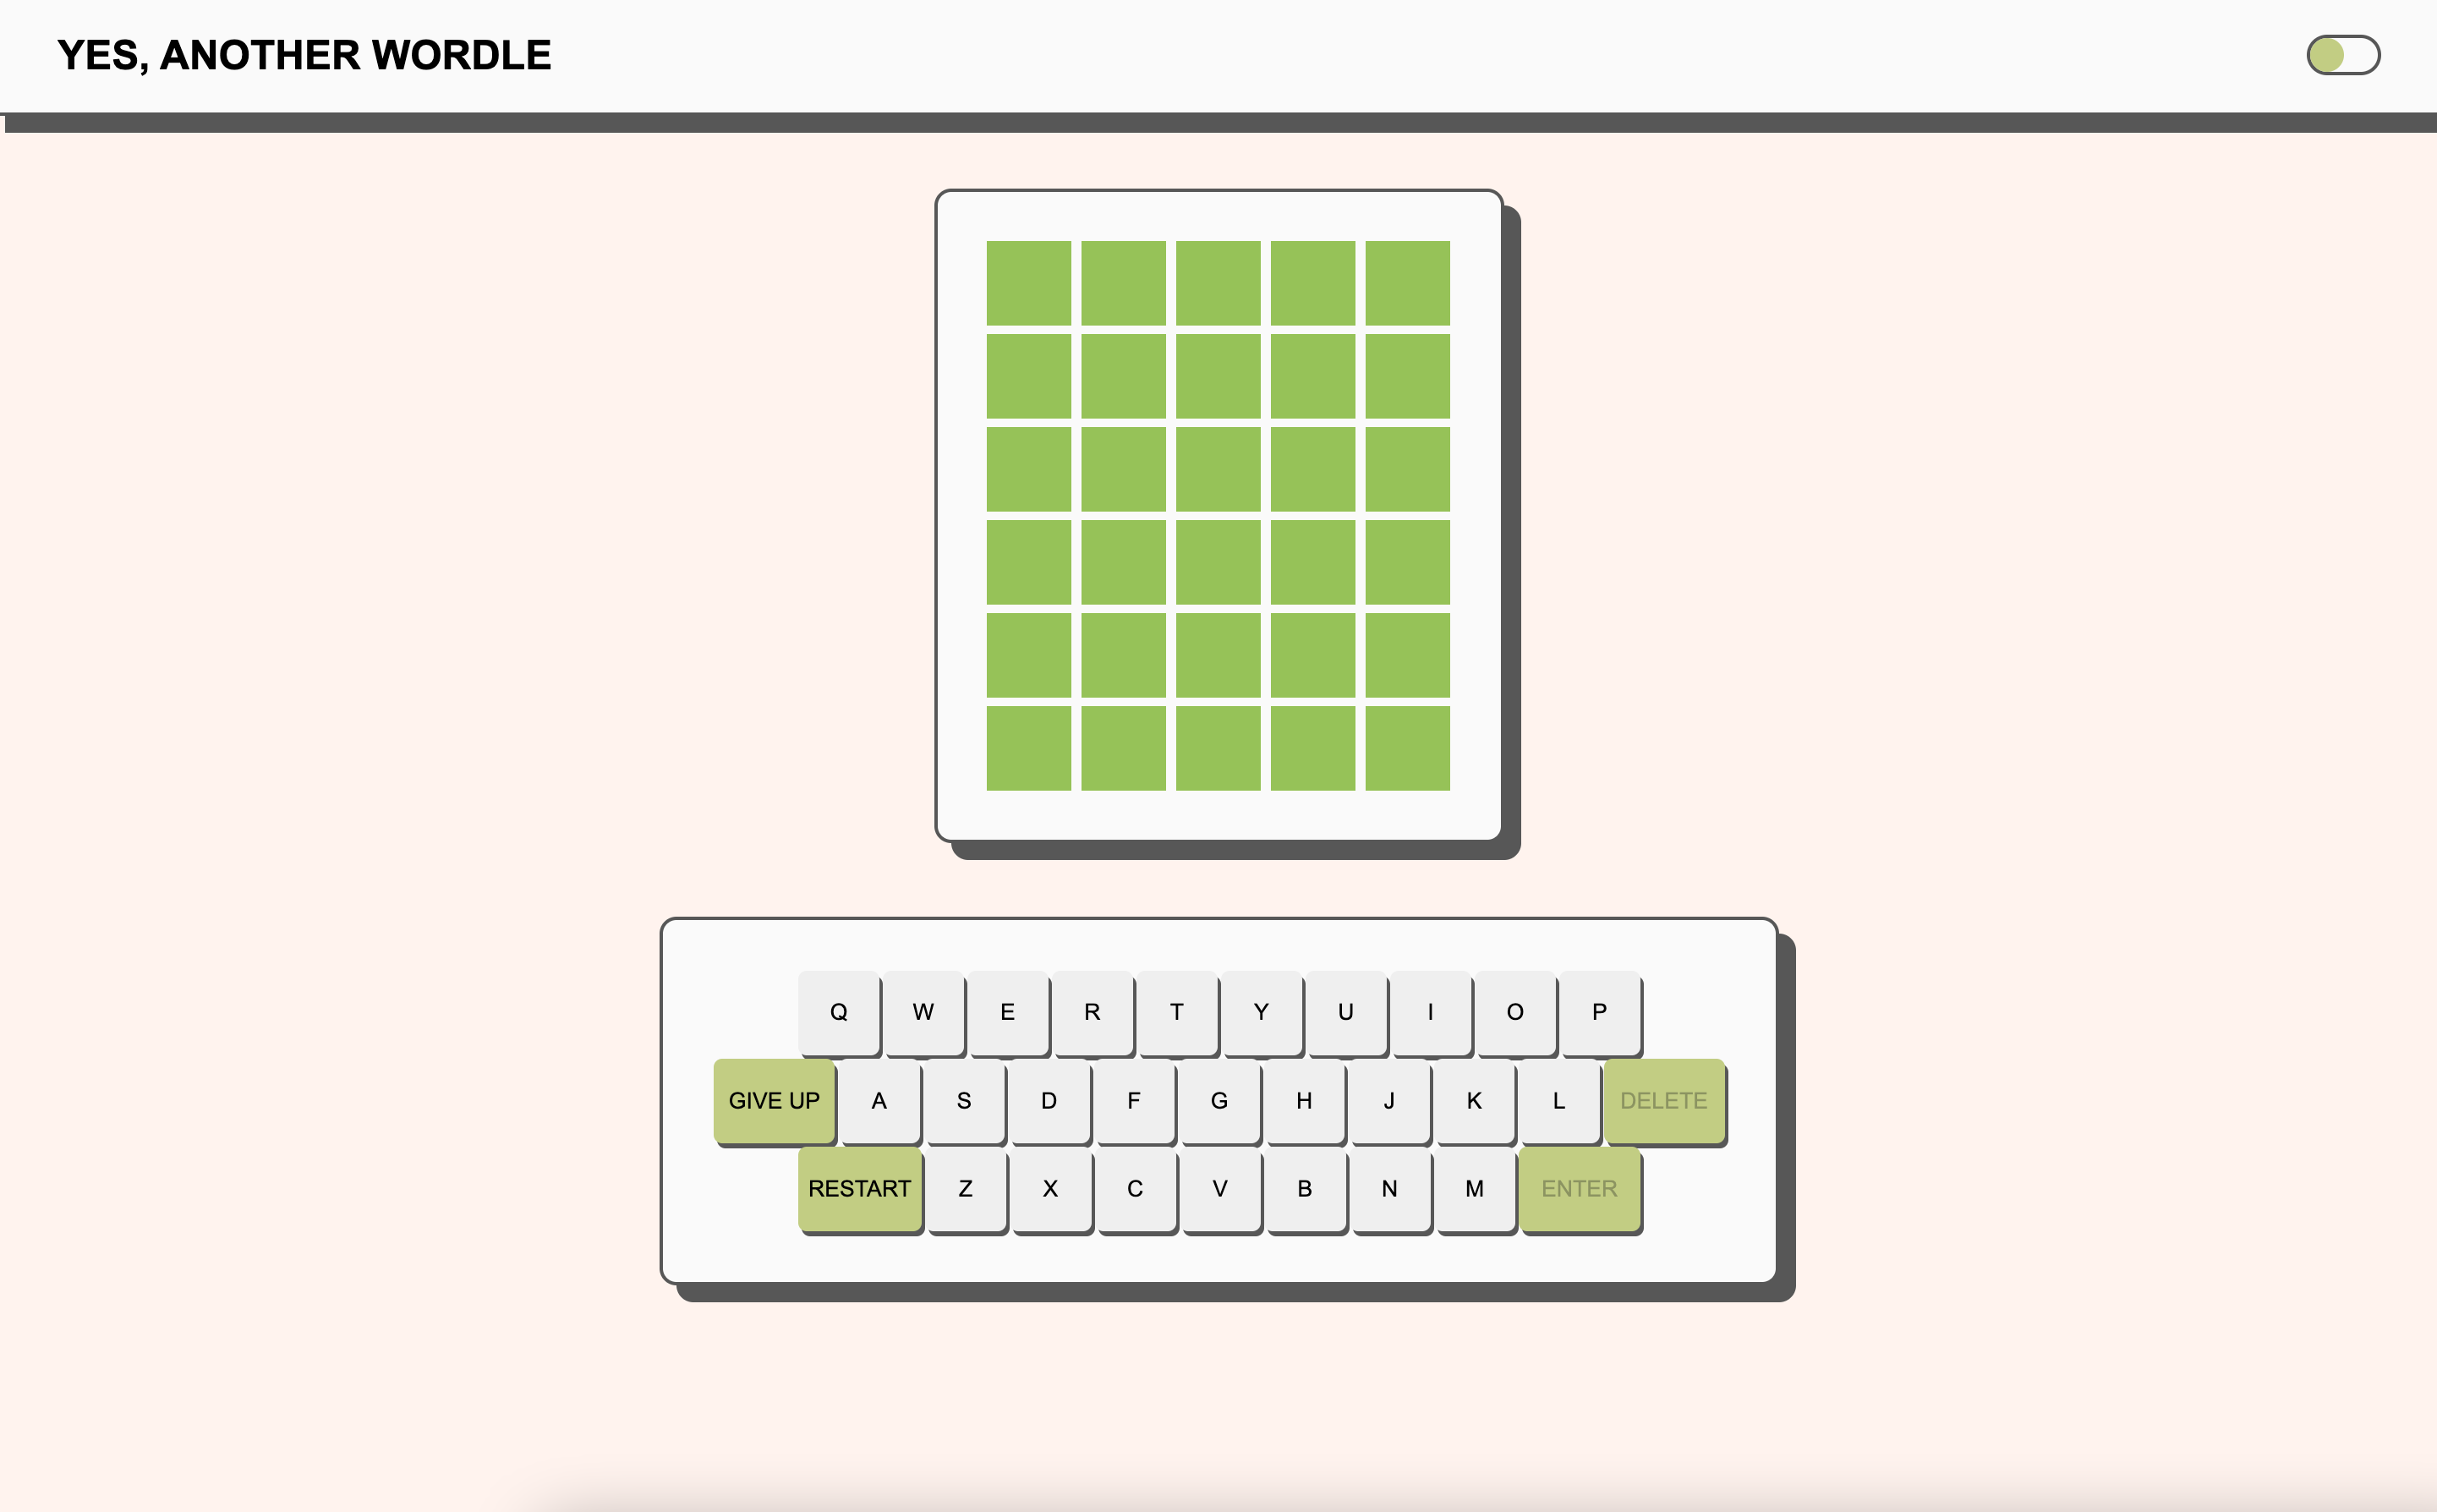 YES, ANOTHER WORDLE
Q W E R T Y U I O P
GIVE UP A S D F G H J K L DELETE
RESTART Z X C V B N M ENTER